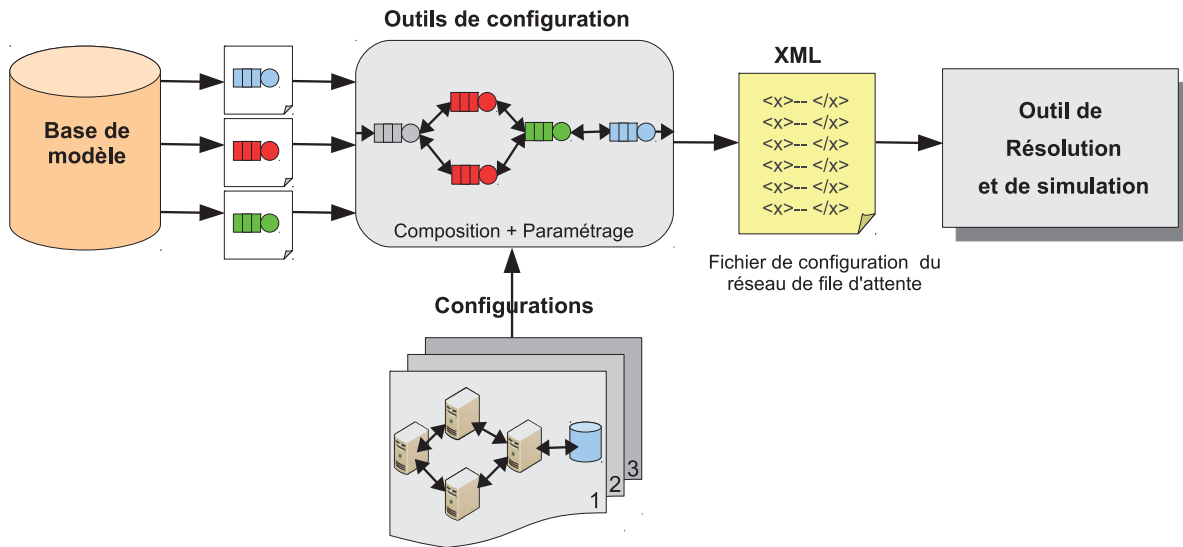 Outils de configuration
Base de
modèle
XML
<x>-- </x>
<x>-- </x>
<x>-- </x>
<x>-- </x>
<x>-- </x>
<x>-- </x>
Outil de
Résolution
et de simulation
Composition + Paramétrage
Fichier de configuration du
réseau de file d'attente
Configurations
1
2
3